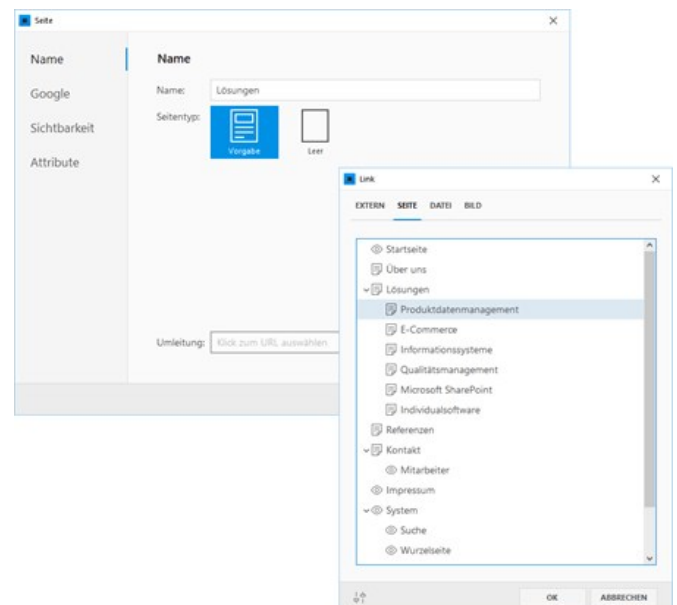 Seite
Name
Google
Sichtbarkeit
Attribute
Name
Name: Lösungen
Seitentyp:
Vorgabe Leer
Umleitung: Klick zum URL auswählen
Link
EXTERN SEITE DATEI BILD
Startseite
Über uns
Lösungen
Produktdatenmanagement
E-Commerce
Informationssysteme
Qualitätsmanagement
Microsoft SharePoint
Individualsoftware
Referenzen
Kontakt
Mitarbeiter
Impressum
System
Suche
Wurzelseite
OK ABBRECHEN